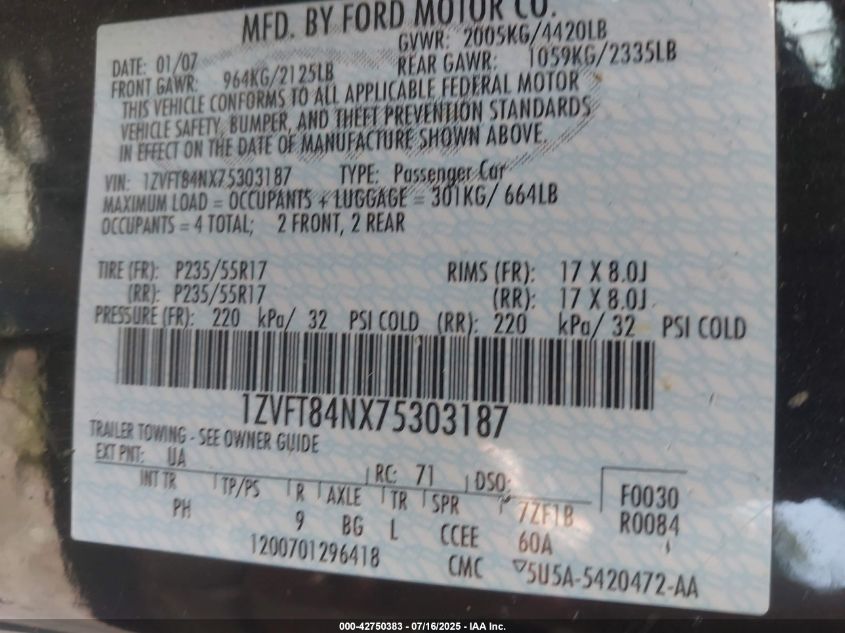 MFD. BY FORD MOTOR CO.
DATE: 01/07 GVWR: 2005KG/4420LB
FRONT GAWR: 964KG/2125LB REAR GAWR: 1059KG/2335LB
THIS VEHICLE CONFORMS TO ALL APPLICABLE FEDERAL MOTOR
VEHICLE SAFETY, BUMPER, AND THEFT PREVENTION STANDARDS
IN EFFECT ON THE DATE OF MANUFACTURE SHOWN ABOVE.
VIN: 1ZVFT84NX75303187 TYPE: Passenger Car
MAXIMUM LOAD = OCCUPANTS + LUGGAGE = 301KG/ 664LB
OCCUPANTS = 4 TOTAL; 2 FRONT, 2 REAR
TIRE (FR): P235/55R17 RIMS (FR): 17 X 8.0J
(RR): P235/55R17 (RR): 17 X 8.0J
PRESSURE (FR): 220 kPa/ 32 PSI COLD (RR): 220 kPa/ 32 PSI COLD
1ZVFT84NX75303187
TRAILER TOWING - SEE OWNER GUIDE
EXT PNT: UA RC: 71 DSO:
INT TR TP/PS R AXLE TR SPR 7ZF1B F0030
PH 9 BG L CCEE 60A R0084
1200701296418 CMC ▽5U5A-5420472-AA
000-42750383 - 07/16/2025 - IAA Inc.